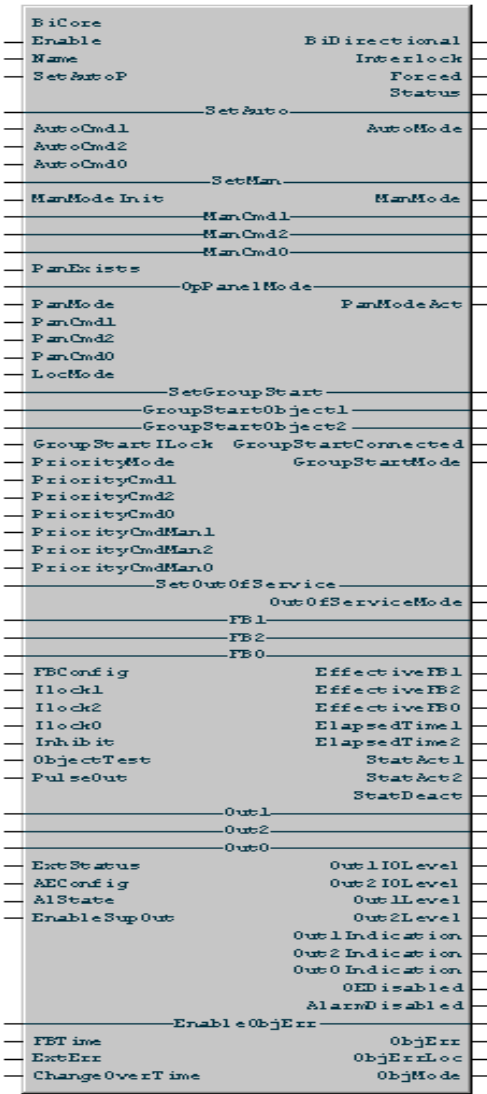 BiCore
Enable BiDirectional
Name Interlock
SetAutoP Forced
Status
SetAuto
AutoCmd1 AutoMode
AutoCmd2
AutoCmd0
SetMan
ManModeInit ManMode
ManCmd1
ManCmd2
ManCmd0
PanExists
OpPanelMode
PanMode PanModeAct
PanCmd1
PanCmd2
PanCmd0
LocMode
SetGroupStart
GroupStartObject1
GroupStartObject2
GroupStartILock GroupStartConnected
PriorityMode GroupStartMode
PriorityCmd1
PriorityCmd2
PriorityCmd0
PriorityCmdMan1
PriorityCmdMan2
PriorityCmdMan0
SetOutOfService
OutOfServiceMode
FB1
FB2
FB0
FBConfig EffectiveFB1
Ilock1 EffectiveFB2
Ilock2 EffectiveFB0
Ilock0 ElapsedTime1
Inhibit ElapsedTime2
ObjectTest StatAct1
PulseOut StatAct2
StatDeact
Out1
Out2
Out0
ExtStatus Out1IOLevel
AEConfig Out2IOLevel
AlState Out1Level
EnableSupOut Out2Level
Out1Indication
Out2Indication
Out0Indication
OEDisabled
AlarmDisabled
EnableObjErr
FBTime ObjErr
ExtErr ObjErrLoc
ChangeOverTime ObjMode